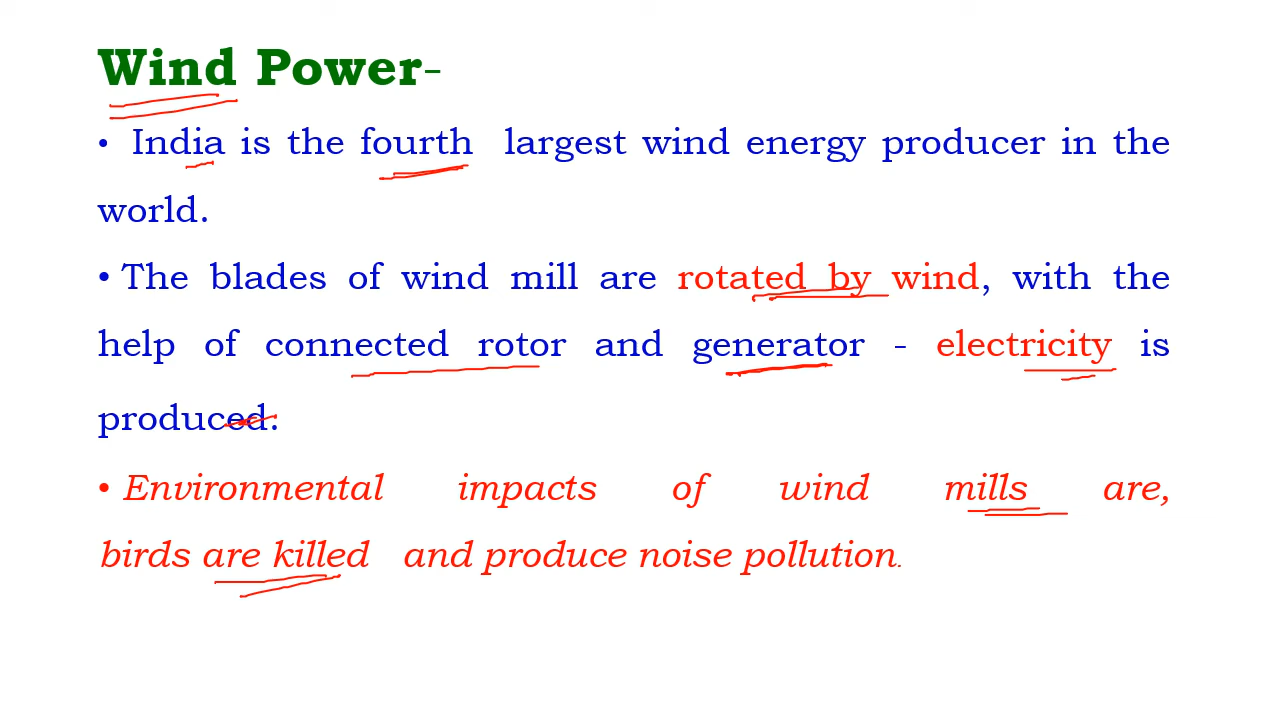 Wind Power-
• India is the fourth largest wind energy producer in the
world.
• The blades of wind mill are rotated by wind, with the
help of connected rotor and generator - electricity is
produced.
• Environmental impacts of wind mills are,
birds are killed and produce noise pollution.